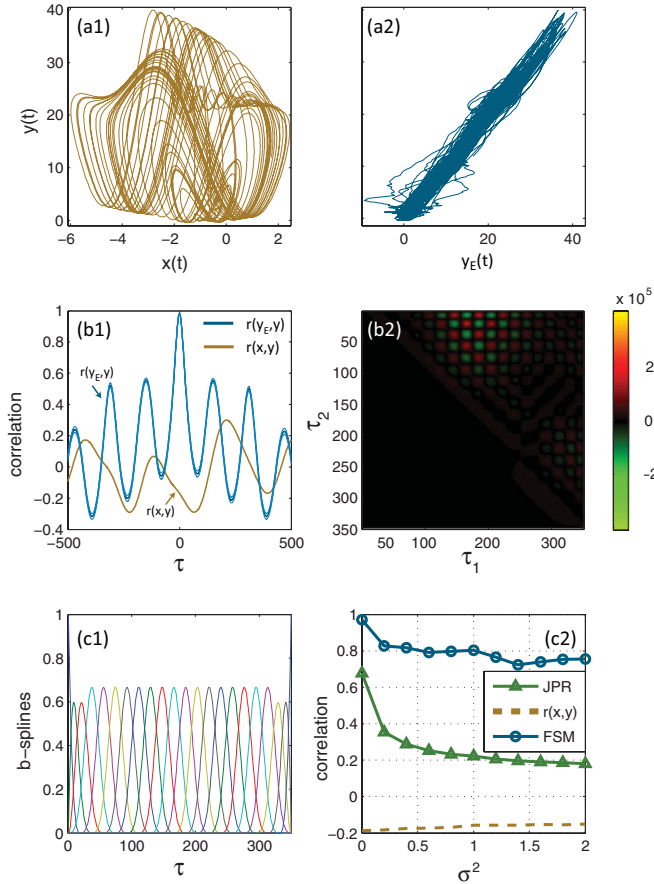 (a1)
40
30
20
10
0
y(t)
−6
−4
−2
0
2
x(t)
(a2)
0
20
40
y_E(t)
(b1)
1
0.8
0.6
0.4
0.2
0
−0.2
−0.4
correlation
r(y_E,y)
r(x,y)
r(y_E,y)
r(x,y)
−500
0
500
τ
(b2)
50
100
150
200
250
300
350
τ_2
50
100
200
300
τ_1
x 10^5
2
0
−2
(c1)
1
0.8
0.6
0.4
0.2
0
b−splines
0
100
200
300
τ
(c2)
1
0.8
0.6
0.4
0.2
0
−0.2
correlation
JPR
r(x,y)
FSM
0
0.5
1.0
1.5
2
σ^2